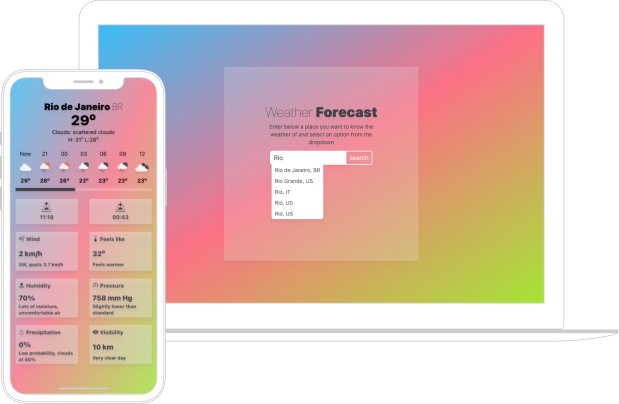 Rio de Janeiro BR
29º
Clouds: scattered clouds
H: 31º L:26º
Now 21 00 03 06 09 12
29º 28º 26º 23º 23º 23º 23º
11:18 00:43
Wind
2 km/h
SW, gusts 3.7 km/h
Feels like
32º
Feels warmer
Humidity
70%
Lots of moisture,
uncomfortable air
Pressure
758 mm Hg
Slightly lower than
standard
Precipitation
0%
Low probability, clouds
at 40%
Visibility
10 km
Very clear day
Weather Forecast
Enter below a place you want to know the
weather of and select an option from the
dropdown
Rio search
Rio de Janeiro, BR
Rio Grande, US
Rio, IT
Rio, US
Rio, US